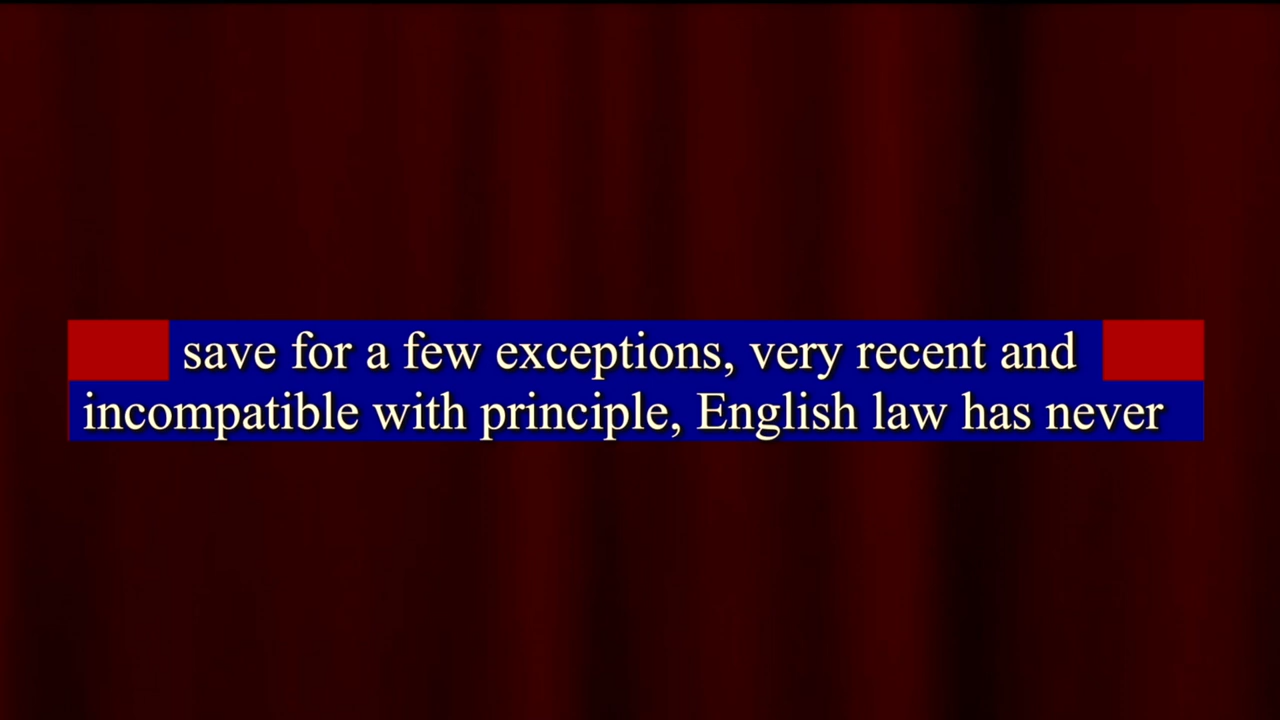 save for a few exceptions, very recent and
incompatible with principle, English law has never